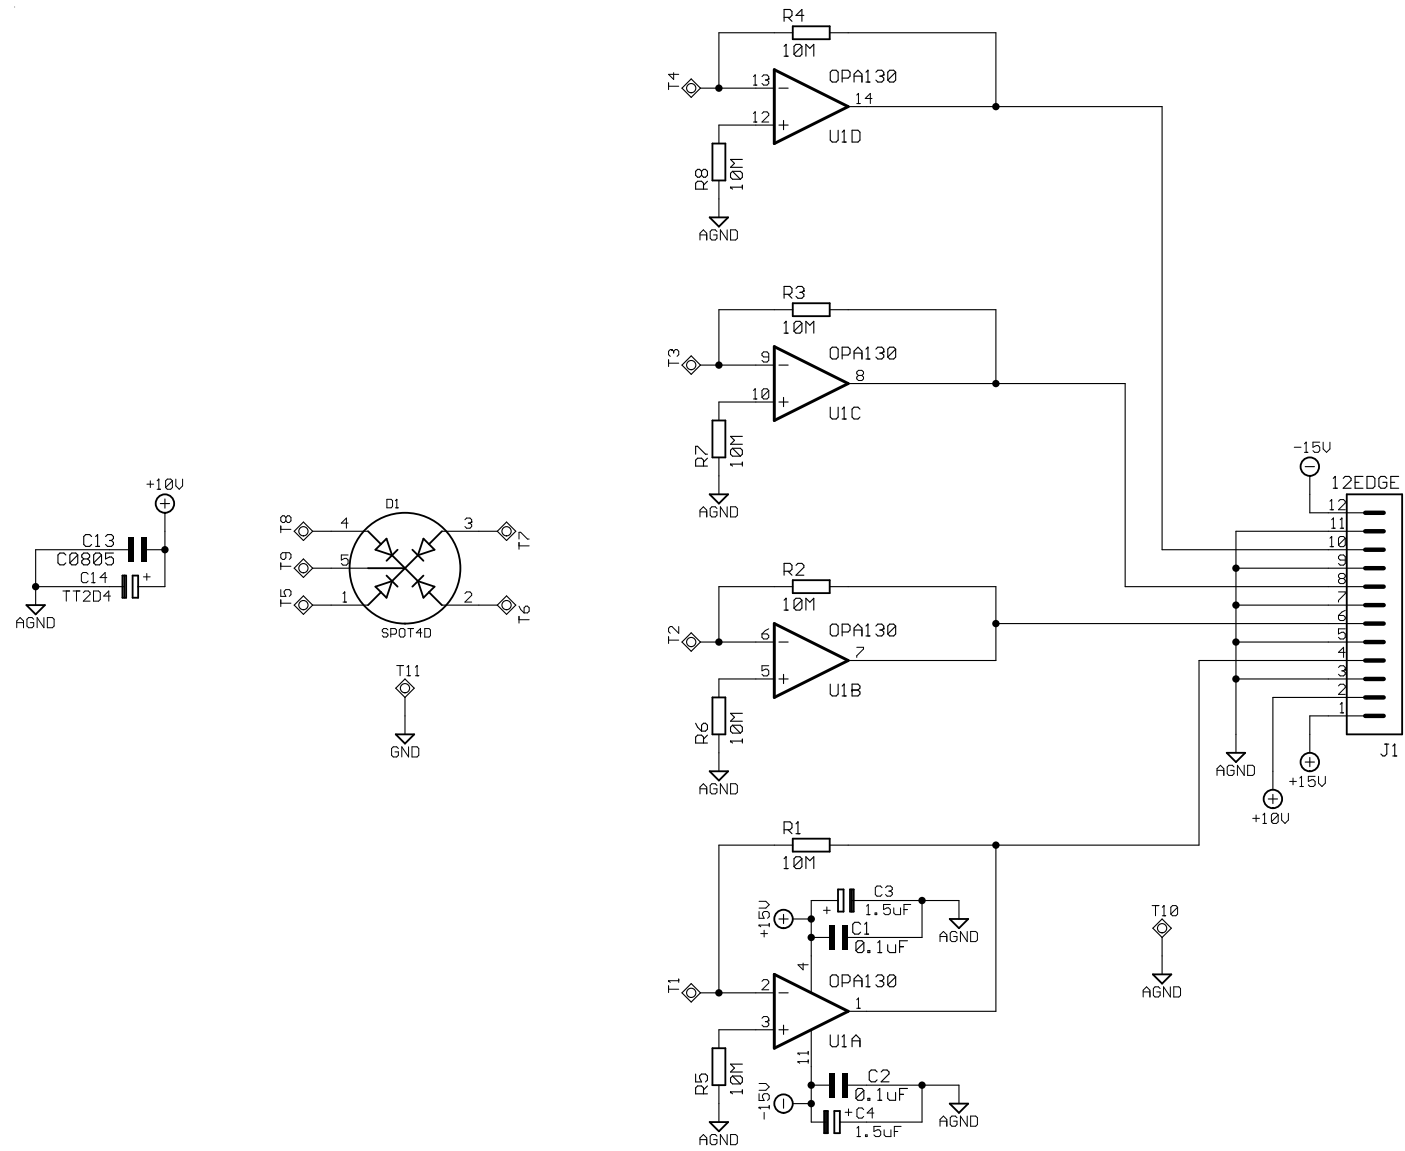 R4
10M
T4
13
OPA130
14
12
U1D
R8
10M
AGND
R3
10M
T3
9
OPA130
8
10
U1C
R7
10M
AGND
-15V
12EDGE
12
11
10
9
8
7
6
5
4
3
2
1
J1
AGND
+15V
+10V
+10V
C13
C0805
C14
+
TT2D4
AGND
D1
T8
4
3
T7
T9
5
T5
1
2
T6
SPOT4D
T11
GND
R2
10M
T2
6
OPA130
7
5
U1B
R6
10M
AGND
R1
10M
+15V
C3
+
1.5uF
C1
0.1uF
AGND
4
T1
2
OPA130
1
3
U1A
11
R5
10M
AGND
-15V
C2
0.1uF
+
C4
1.5uF
AGND
T10
AGND